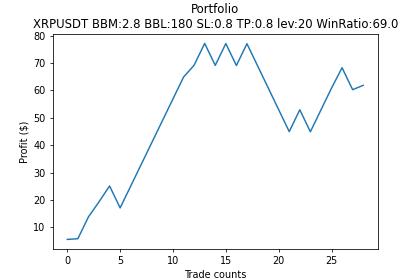 Portfolio
XRPUSDT BBM:2.8 BBL:180 SL:0.8 TP:0.8 lev:20 WinRatio:69.0
80
70
60
50
40
30
20
10
Profit ($)
0 5 10 15 20 25
Trade counts